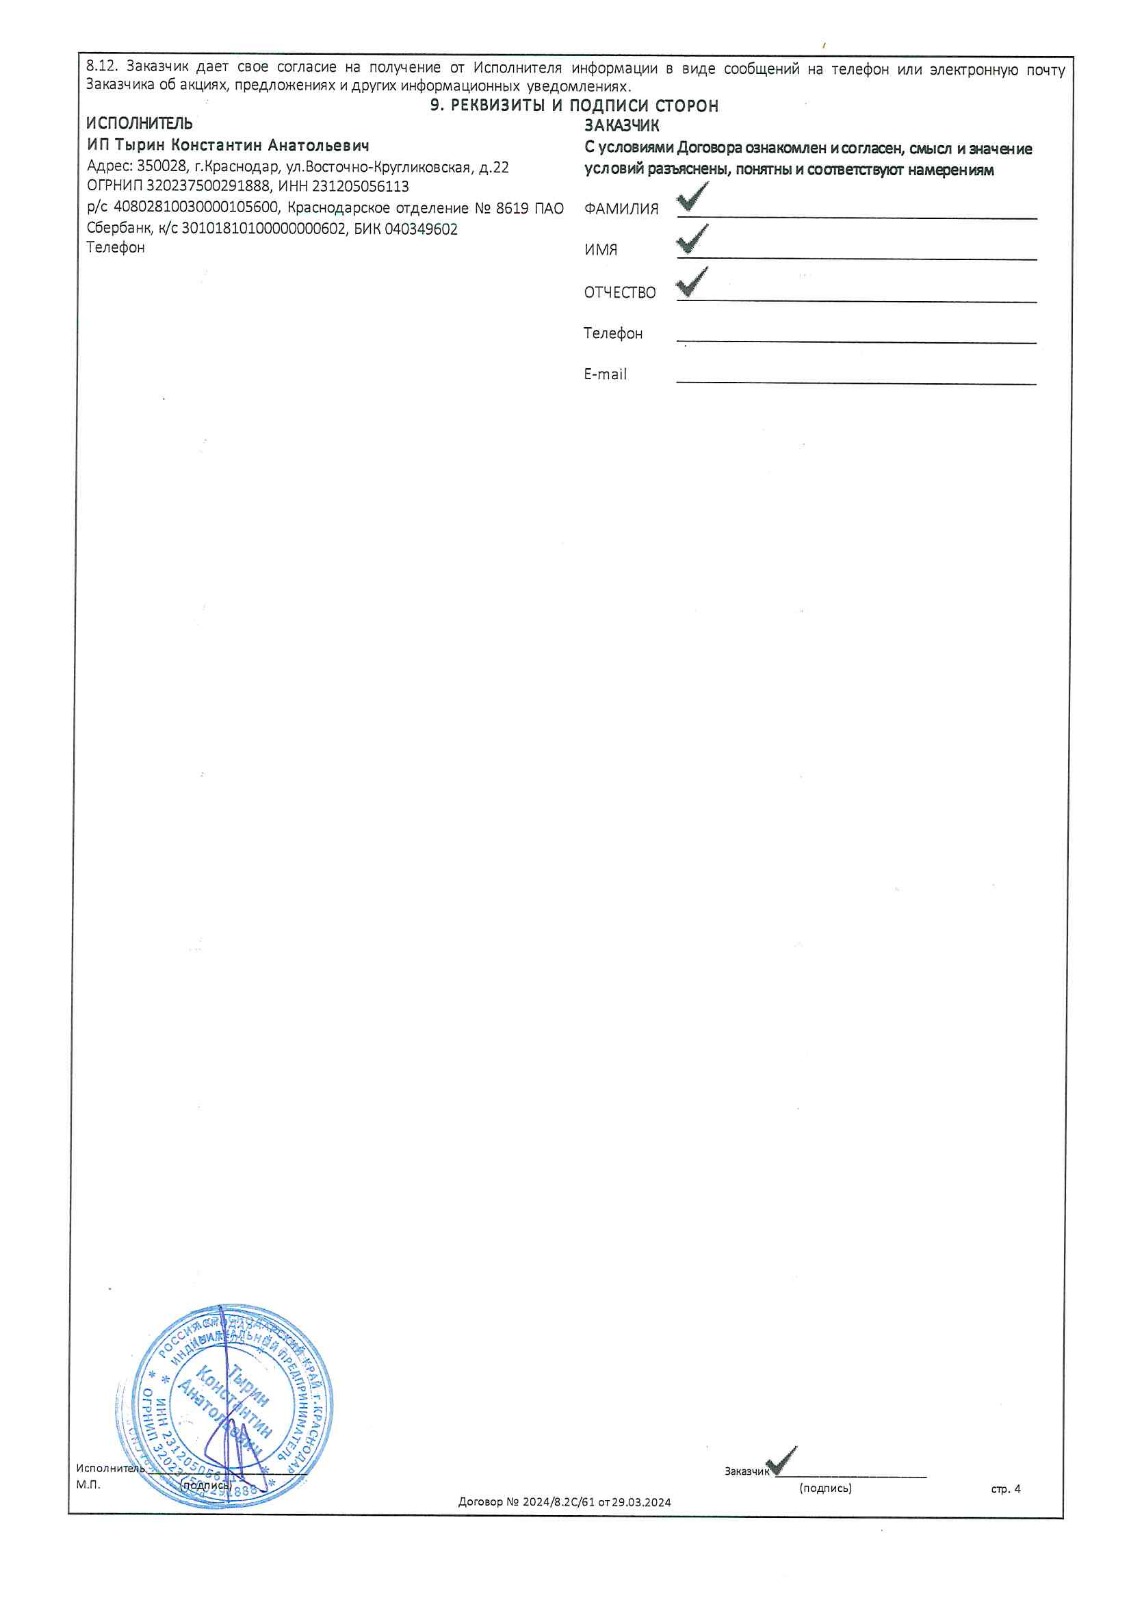 8.12. Заказчик дает свое согласие на получение от Исполнителя информации в виде сообщений на телефон или электронную почту
Заказчика об акциях, предложениях и других информационных уведомлениях.
9. РЕКВИЗИТЫ И ПОДПИСИ СТОРОН
ИСПОЛНИТЕЛЬ
ИП Тырин Константин Анатольевич
Адрес: 350028, г.Краснодар, ул.Восточно-Кругликовская, д.22
ОГРНИП 320237500291888, ИНН 231205056113
р/с 40802810030000105600, Краснодарское отделение № 8619 ПАО
Сбербанк, к/с 30101810100000000602, БИК 040349602
Телефон
ЗАКАЗЧИК
С условиями Договора ознакомлен и согласен, смысл и значение
условий разъяснены, понятны и соответствуют намерениям
ФАМИЛИЯ
ИМЯ
ОТЧЕСТВО
Телефон
E-mail
КРАЙ г.КРАСНОДАР
ПРЕДПРИНИМАТЕЛЬ
ОГРНИП 320237500291888
ИНН 231205056113
Тырин
Константин
Анатольевич
Исполнитель
(подпись)
М.П.
Заказчик
(подпись)
стр. 4
Договор № 2024/8.2С/61 от 29.03.2024